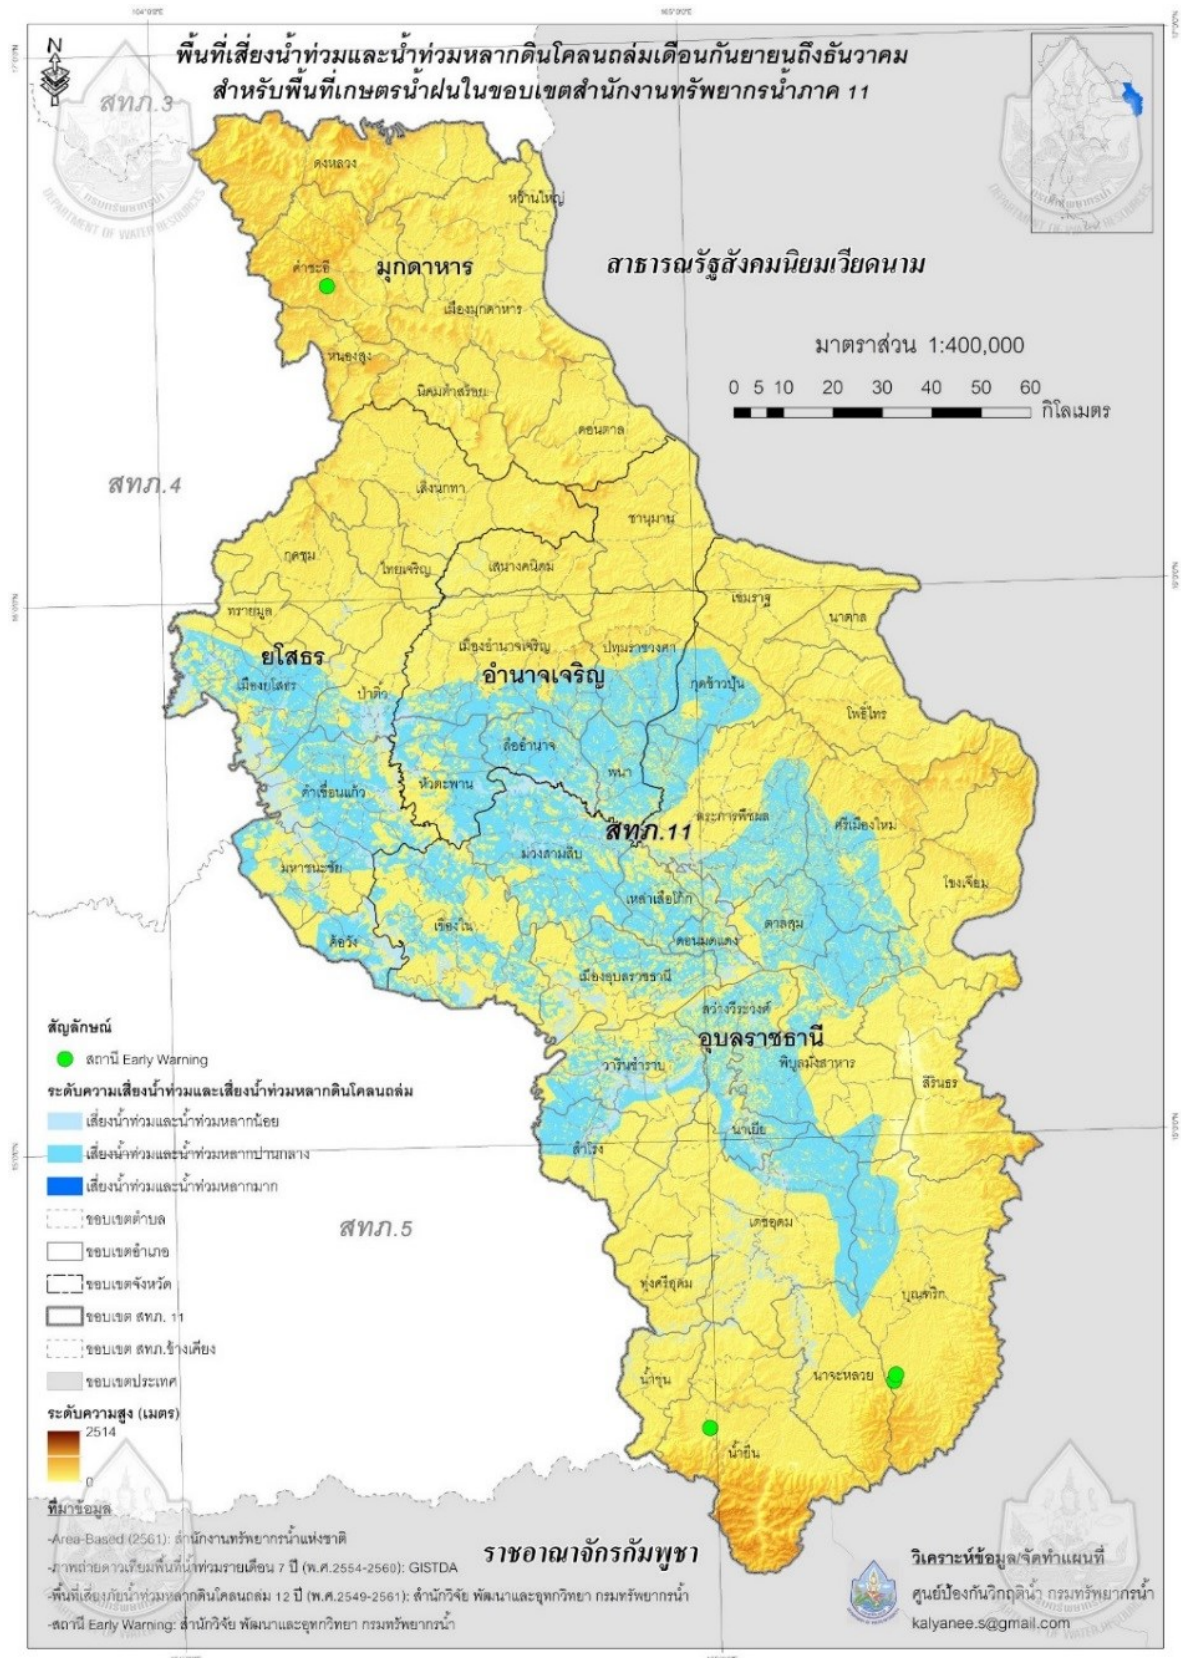 104°0'0"E
105°0'0"E
N
พื้นที่เสี่ยงน้ำท่วมและน้ำท่วมหลากดินโคลนถล่มเดือนกันยายนถึงธันวาคม
สำหรับพื้นที่เกษตรน้ำฝนในขอบเขตสำนักงานทรัพยากรน้ำภาค 11
สทภ.3
กรมทรัพยากรน้ำ
DEPARTMENT OF WATER RESOURCES
ดงหลวง
หว้านใหญ่
คำชะอี
มุกดาหาร
สาธารณรัฐสังคมนิยมเวียดนาม
เมืองมุกดาหาร
มาตราส่วน 1:400,000
หนองสูง
0 5 10 20 30 40 50 60
กิโลเมตร
นิคมคำสร้อย
ดอนตาล
สทภ.4
เลิงนกทา
ชานุมาน
กุดชุม
ไทยเจริญ
เสนางคนิคม
เขมราฐ
นาตาล
ทรายมูล
ยโสธร
เมืองอำนาจเจริญ
ปทุมราชวงศา
อำนาจเจริญ
เมืองยโสธร
ป่าติ้ว
กุดข้าวปุ้น
โพธิ์ไทร
ลืออำนาจ
หัวตะพาน
พนา
คำเขื่อนแก้ว
ตระการพืชผล
ศรีเมืองใหม่
สทภ.11
ม่วงสามสิบ
มหาชนะชัย
โขงเจียม
เหล่าเสือโก้ก
เขื่องใน
ตาลสุม
ค้อวัง
ดอนมดแดง
เมืองอุบลราชธานี
สว่างวีระวงศ์
อุบลราชธานี
วารินชำราบ
พิบูลมังสาหาร
สิรินธร
นาเยีย
สำโรง
เดชอุดม
สทภ.5
ทุ่งศรีอุดม
บุณฑริก
น้ำขุ่น
นาจะหลวย
น้ำยืน
สัญลักษณ์
สถานี Early Warning
ระดับความเสี่ยงน้ำท่วมและเสี่ยงน้ำท่วมหลากดินโคลนถล่ม
เสี่ยงน้ำท่วมและน้ำท่วมหลากน้อย
เสี่ยงน้ำท่วมและน้ำท่วมหลากปานกลาง
เสี่ยงน้ำท่วมและน้ำท่วมหลากมาก
ขอบเขตตำบล
ขอบเขตอำเภอ
ขอบเขตจังหวัด
ขอบเขต สทภ. 11
ขอบเขต สทภ.ข้างเคียง
ขอบเขตประเทศ
ระดับความสูง (เมตร)
2514
0
ที่มาข้อมูล
-Area-Based (2561): สำนักงานทรัพยากรน้ำแห่งชาติ
-ภาพถ่ายดาวเทียมพื้นที่น้ำท่วมรายเดือน 7 ปี (พ.ศ.2554-2560): GISTDA
-พื้นที่เสี่ยงภัยน้ำท่วมหลากดินโคลนถล่ม 12 ปี (พ.ศ.2549-2561): สำนักวิจัย พัฒนาและอุทกวิทยา กรมทรัพยากรน้ำ
-สถานี Early Warning: สำนักวิจัย พัฒนาและอุทกวิทยา กรมทรัพยากรน้ำ
ราชอาณาจักรกัมพูชา
วิเคราะห์ข้อมูล/จัดทำแผนที่
ศูนย์ป้องกันวิกฤติน้ำ กรมทรัพยากรน้ำ
kalyanee.s@gmail.com